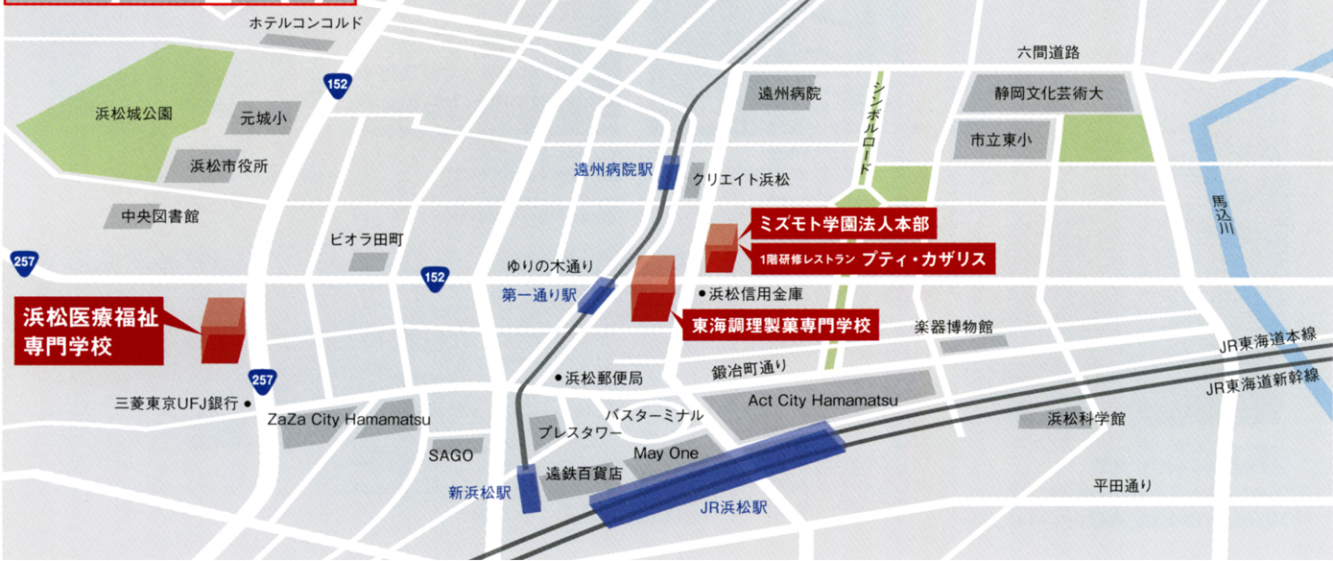 ホテルコンコルド
六間道路
152
浜松城公園
元城小
遠州病院
シンボルロード
静岡文化芸術大
市立東小
浜松市役所
遠州病院駅
クリエイト浜松
馬込川
中央図書館
ビオラ田町
ミズモト学園法人本部
1階研修レストラン プティ・カザリス
257
152
ゆりの木通り
第一通り駅
浜松信用金庫
浜松医療福祉
専門学校
東海調理製菓専門学校
楽器博物館
JR東海道本線
JR東海道新幹線
鍛冶町通り
257
浜松郵便局
三菱東京UFJ銀行
ZaZa City Hamamatsu
バスターミナル
Act City Hamamatsu
プレスタワー
浜松科学館
SAGO
May One
遠鉄百貨店
新浜松駅
JR浜松駅
平田通り